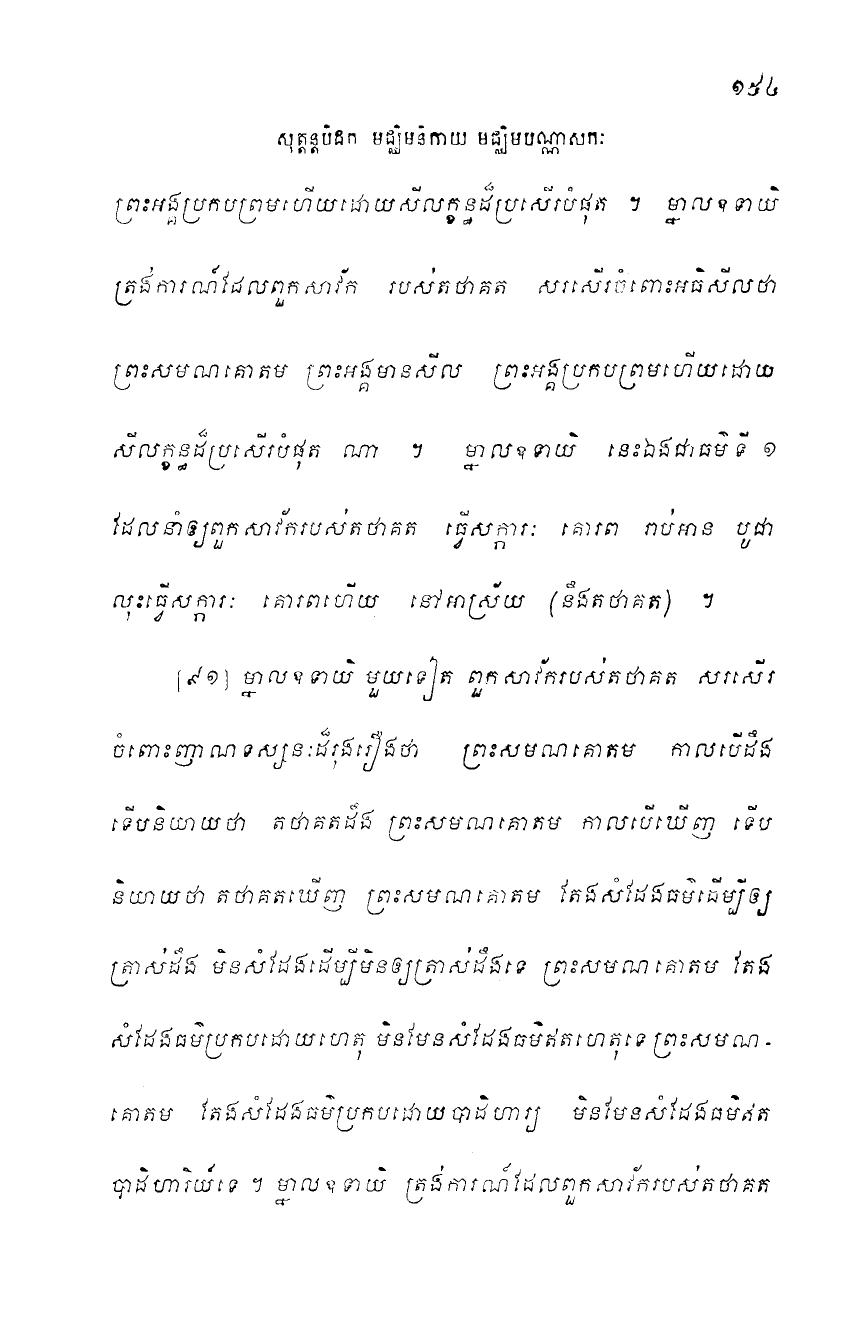 ១៥៤
សុត្តន្តបិដក មជ្ឈិមនិកាយ មជ្ឈិមបណ្ណាសកៈ
ព្រះអង្គប្រកបព្រមហើយដោយសីលក្ខន្ធដ៏ប្រសើរបំផុត ។ ម្នាលឧទាយិ
ត្រង់ការណ៍ដែលពួកសាវ័ក របស់តថាគត សរសើរចំពោះអធិសីលថា
ព្រះសមណគោតម ព្រះអង្គមានសីល ព្រះអង្គប្រកបព្រមហើយដោយ
សីលក្ខន្ធដ៏ប្រសើរបំផុត ណា ។ ម្នាលឧទាយិ នេះឯងជាធម៌ទី ១
ដែលនាំឲ្យពួកសាវ័ករបស់តថាគត ធ្វើសក្ការៈ គោរព រាប់អាន បូជា
លុះធ្វើសក្ការៈ គោរពហើយ នៅអាស្រ័យ (នឹងតថាគត) ។
[៩១] ម្នាលឧទាយិ មួយទៀត ពួកសាវ័ករបស់តថាគត សរសើរ
ចំពោះញាណទស្សនៈដ៏រុងរឿងថា ព្រះសមណគោតម កាលបើដឹង
ទើបនិយាយថា តថាគតដឹង ព្រះសមណគោតម កាលបើឃើញ ទើប
និយាយថា តថាគតឃើញ ព្រះសមណគោតម តែងសំដែងធម៌ដើម្បីឲ្យ
ត្រាស់ដឹង មិនសំដែងដើម្បីមិនឲ្យត្រាស់ដឹងទេ ព្រះសមណគោតម តែង
សំដែងធម៌ប្រកបដោយហេតុ មិនមែនសំដែងធម៌ឥតហេតុទេ ព្រះសមណ-
គោតម តែងសំដែងធម៌ប្រកបដោយបាដិហារ្យ មិនមែនសំដែងធម៌ឥត
បាដិហារិយ៍ទេ ។ ម្នាលឧទាយិ ត្រង់ការណ៍ដែលពួកសាវ័ករបស់តថាគត